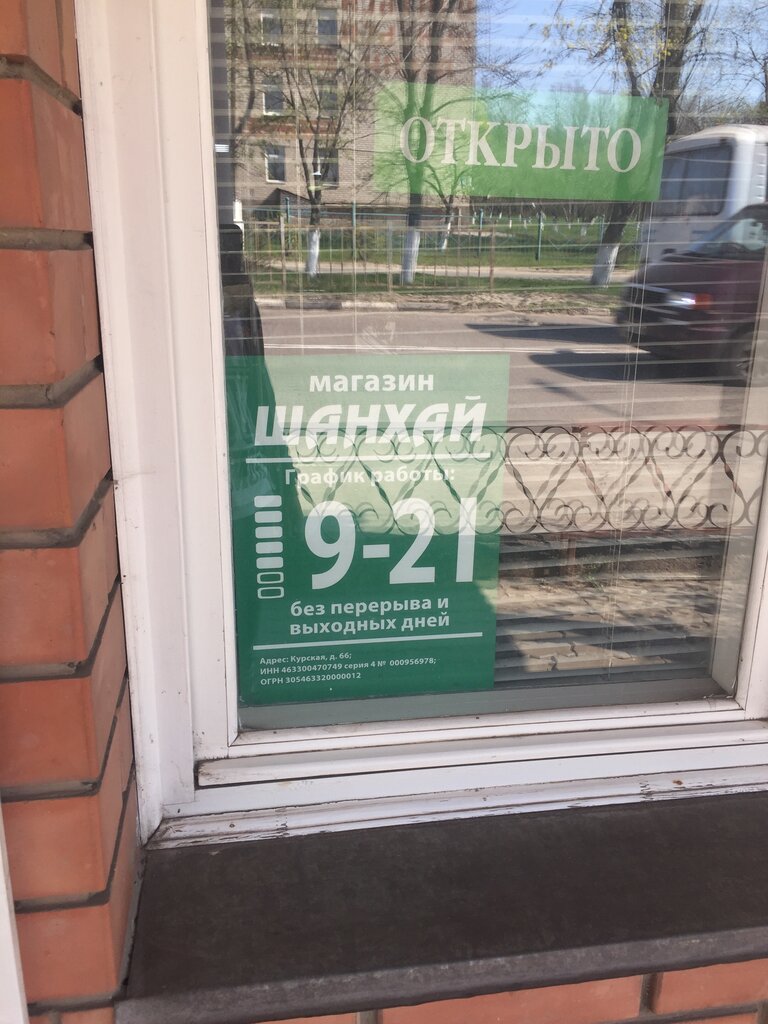 ОТКРЫТО
магазин
ШАНХАЙ
График работы:
9-21
без перерыва и
выходных дней
Адрес: Курская, д. 66;
ИНН 463300470749 серия 4 № 000956978;
ОГРН 305463320000012